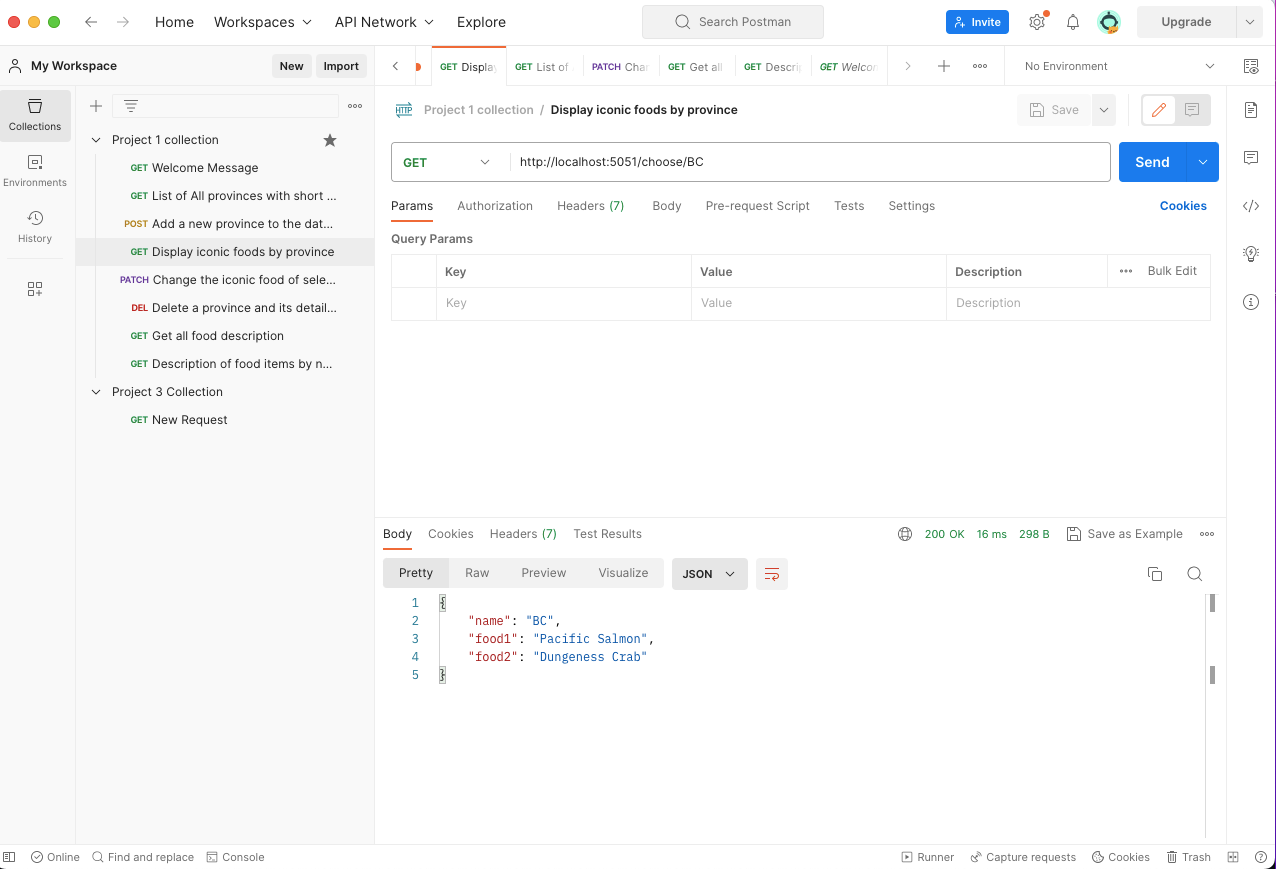 Home Workspaces API Network Explore Search Postman Invite Upgrade
My Workspace New Import
GET Display GET List of PATCH Char GET Get all GET Descrip GET Welcom No Environment
Collections
Environments
History
Project 1 collection
GET Welcome Message
GET List of All provinces with short ...
POST Add a new province to the dat...
GET Display iconic foods by province
PATCH Change the iconic food of sele...
DEL Delete a province and its detail...
GET Get all food description
GET Description of food items by n...
Project 3 Collection
GET New Request
HTTP Project 1 collection / Display iconic foods by province Save
GET http://localhost:5051/choose/BC Send
Params Authorization Headers (7) Body Pre-request Script Tests Settings Cookies
Query Params
Key Value Description Bulk Edit
Key Value Description
Body Cookies Headers (7) Test Results 200 OK 16 ms 298 B Save as Example
Pretty Raw Preview Visualize JSON
1 {
2 "name": "BC",
3 "food1": "Pacific Salmon",
4 "food2": "Dungeness Crab"
5 }
Online Find and replace Console Runner Capture requests Cookies Trash